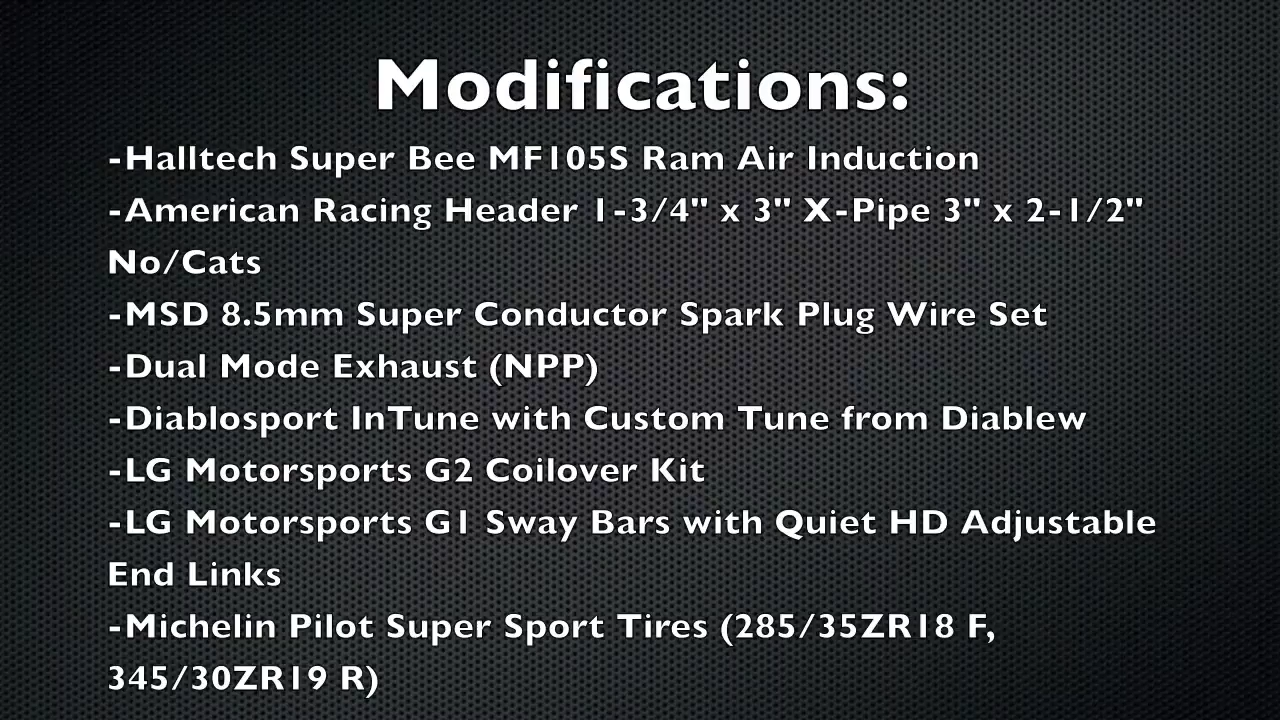 Modifications:
-Halltech Super Bee MF105S Ram Air Induction
-American Racing Header 1-3/4" x 3" X-Pipe 3" x 2-1/2"
No/Cats
-MSD 8.5mm Super Conductor Spark Plug Wire Set
-Dual Mode Exhaust (NPP)
-Diablosport InTune with Custom Tune from Diablew
-LG Motorsports G2 Coilover Kit
-LG Motorsports G1 Sway Bars with Quiet HD Adjustable
End Links
-Michelin Pilot Super Sport Tires (285/35ZR18 F,
345/30ZR19 R)